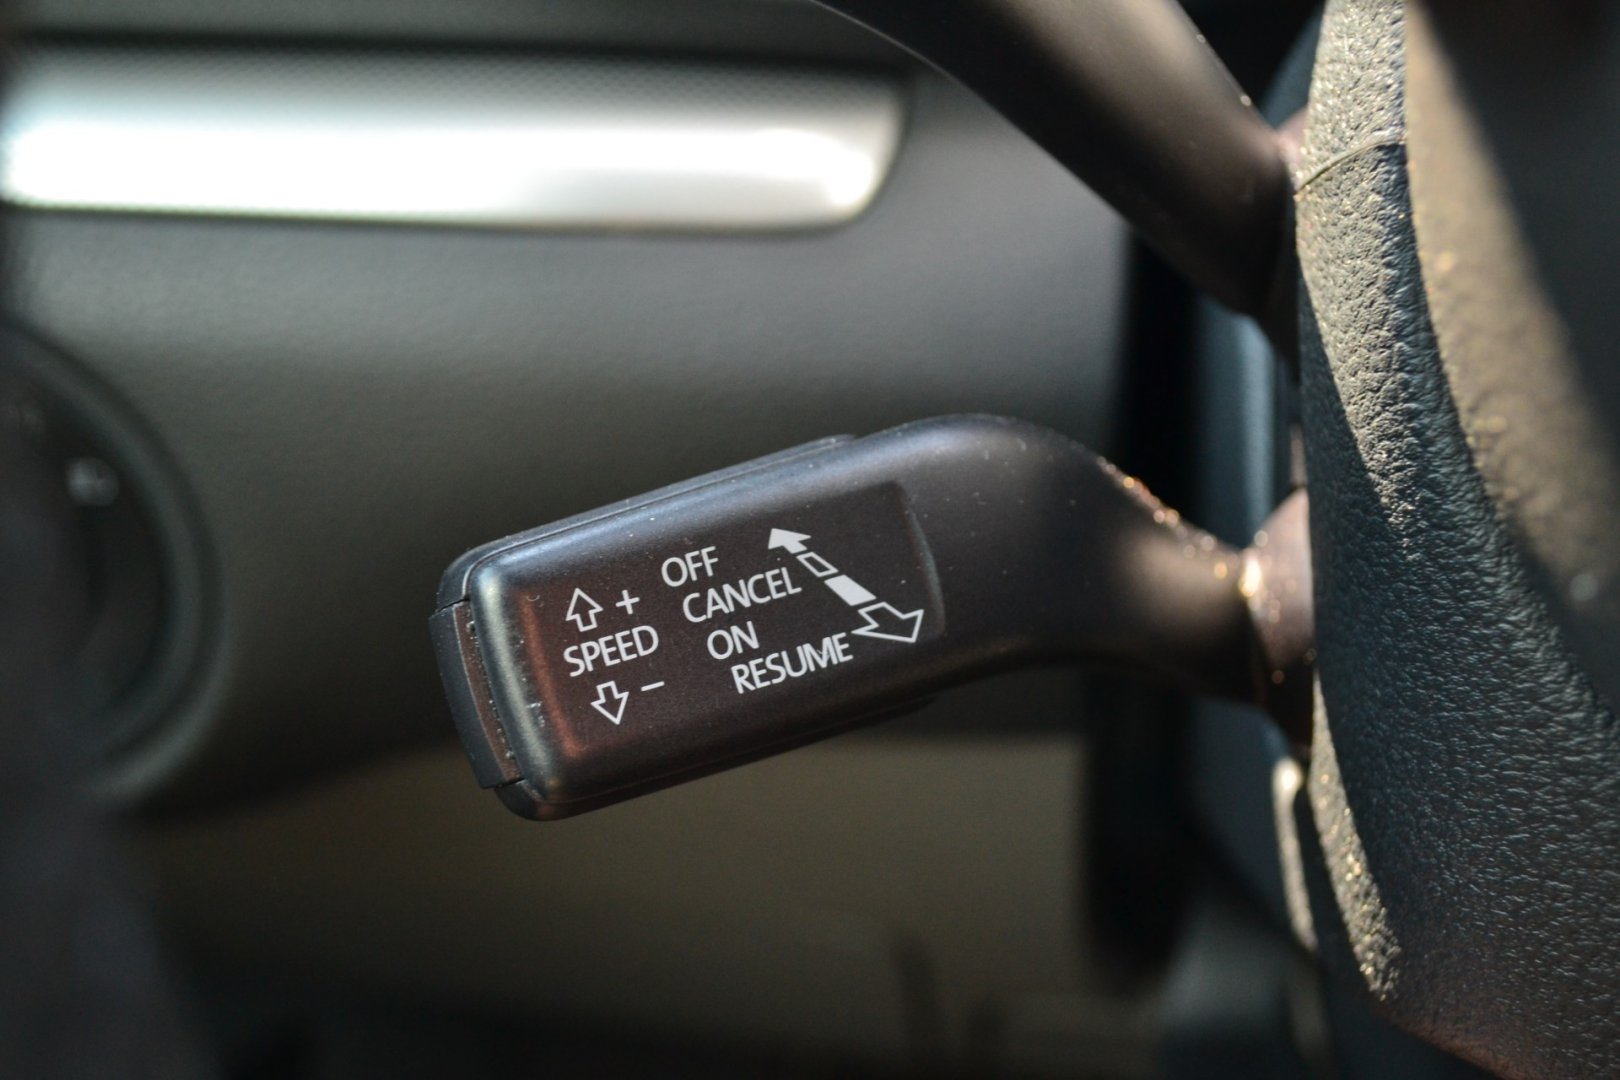 +
SPEED
−
OFF
CANCEL
ON
RESUME